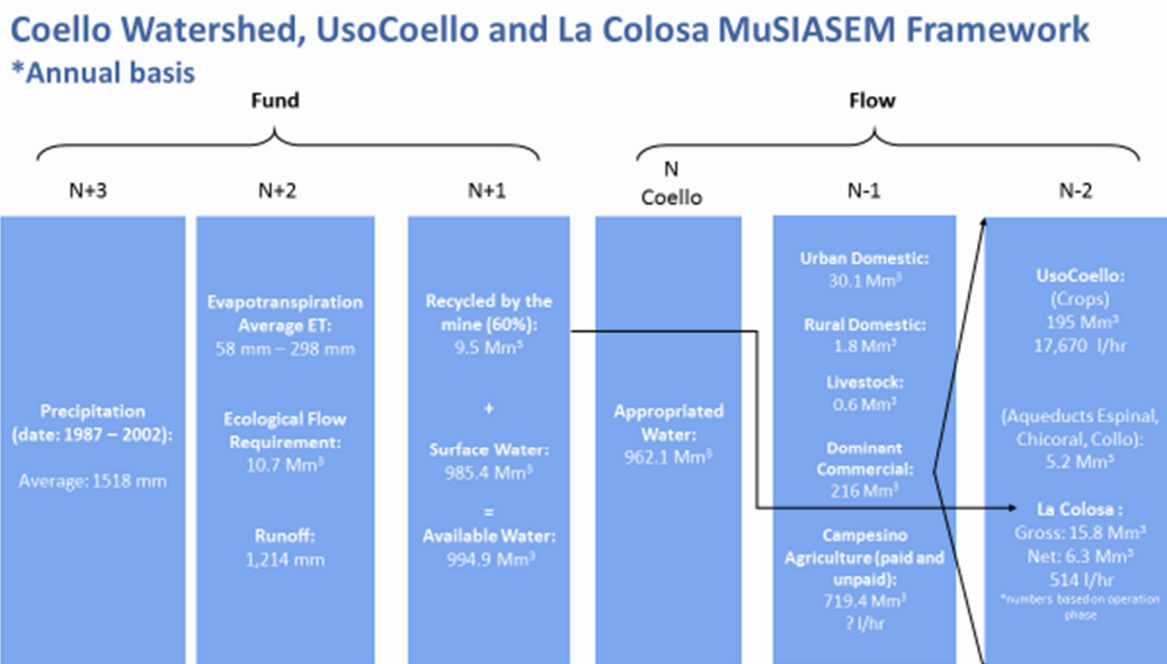 Coello Watershed, UsoCoello and La Colosa MuSIASEM Framework
*Annual basis
Fund
Flow
N+3
N+2
N+1
N
Coello
N-1
N-2
Precipitation
(date: 1987 – 2002):
Average: 1518 mm
Evapotranspiration
Average ET:
58 mm – 298 mm
Ecological Flow
Requirement:
10.7 Mm³
Runoff:
1,214 mm
Recycled by the
mine (60%):
9.5 Mm³
+
Surface Water:
985.4 Mm³
=
Available Water:
994.9 Mm³
Appropriated
Water:
962.1 Mm³
Urban Domestic:
30.1 Mm³
Rural Domestic:
1.8 Mm³
Livestock:
0.6 Mm³
Dominant
Commercial:
216 Mm³
Campesino
Agriculture (paid and
unpaid):
719.4 Mm³
? l/hr
UsoCoello:
(Crops)
195 Mm³
17,670 l/hr
(Aqueducts Espinal,
Chicoral, Collo):
5.2 Mm³
La Colosa :
Gross: 15.8 Mm³
Net: 6.3 Mm³
514 l/hr
*numbers based on operation
phase